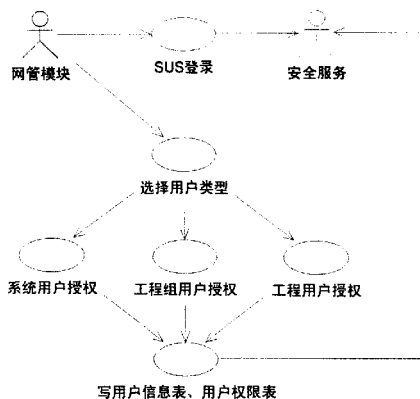 网管模块
SUS登录
安全服务
选择用户类型
系统用户授权
工程组用户授权
工程用户授权
写用户信息表、用户权限表